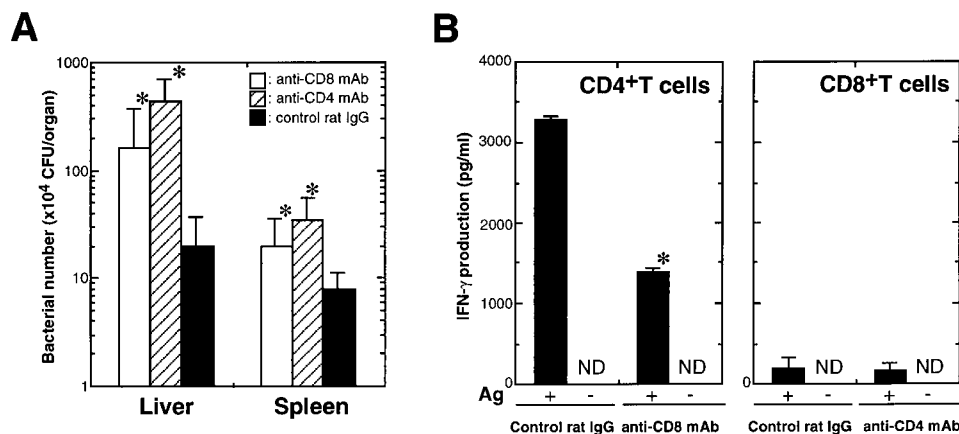 A
1000
100
10
1
Bacterial number (x10⁴ CFU/organ)
*
*
*
*
: anti-CD8 mAb
: anti-CD4 mAb
: control rat IgG
Liver Spleen
B
4000
3000
2000
1000
0
IFN-γ production (pg/ml)
CD4+T cells
*
ND ND
Ag + - + -
Control rat IgG anti-CD8 mAb
CD8+T cells
0
ND ND
+ - + -
Control rat IgG anti-CD4 mAb